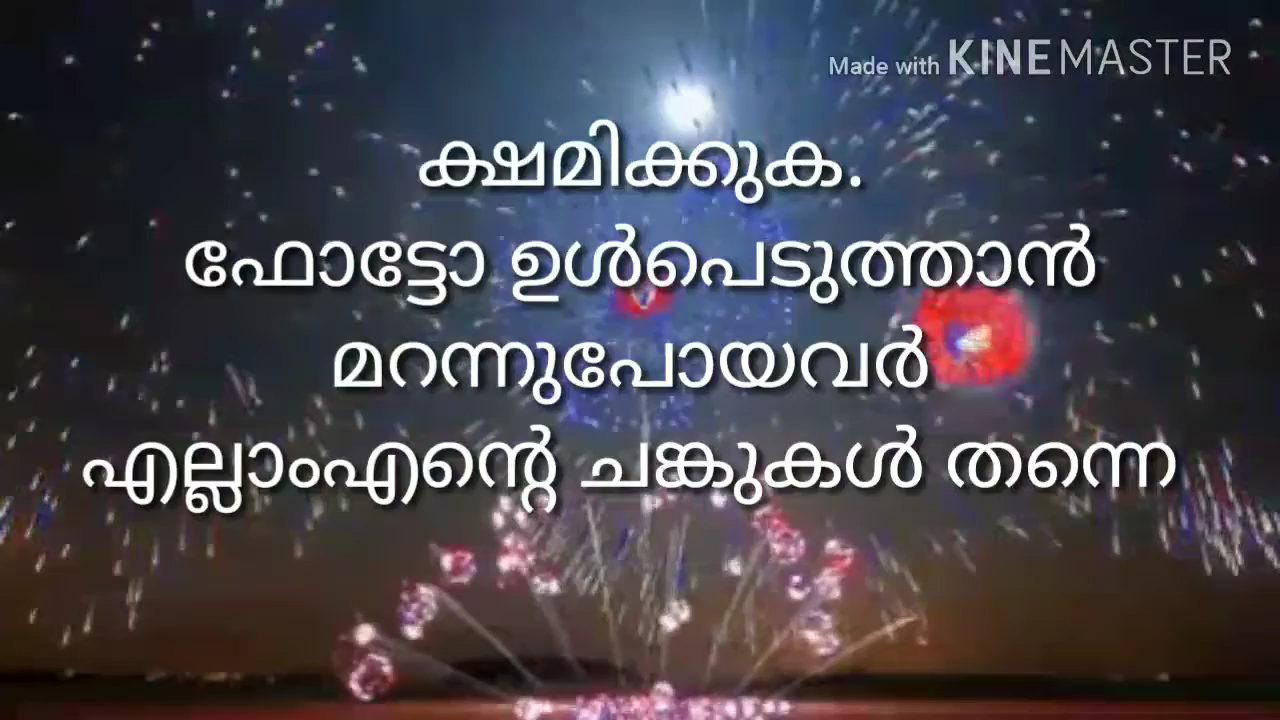 Made with KINEMASTER
ക്ഷമിക്കുക.
ഫോട്ടോ ഉൾപെടുത്താൻ
മറന്നുപോയവർ
എല്ലാംഎന്റെ ചങ്കുകൾ തന്നെ